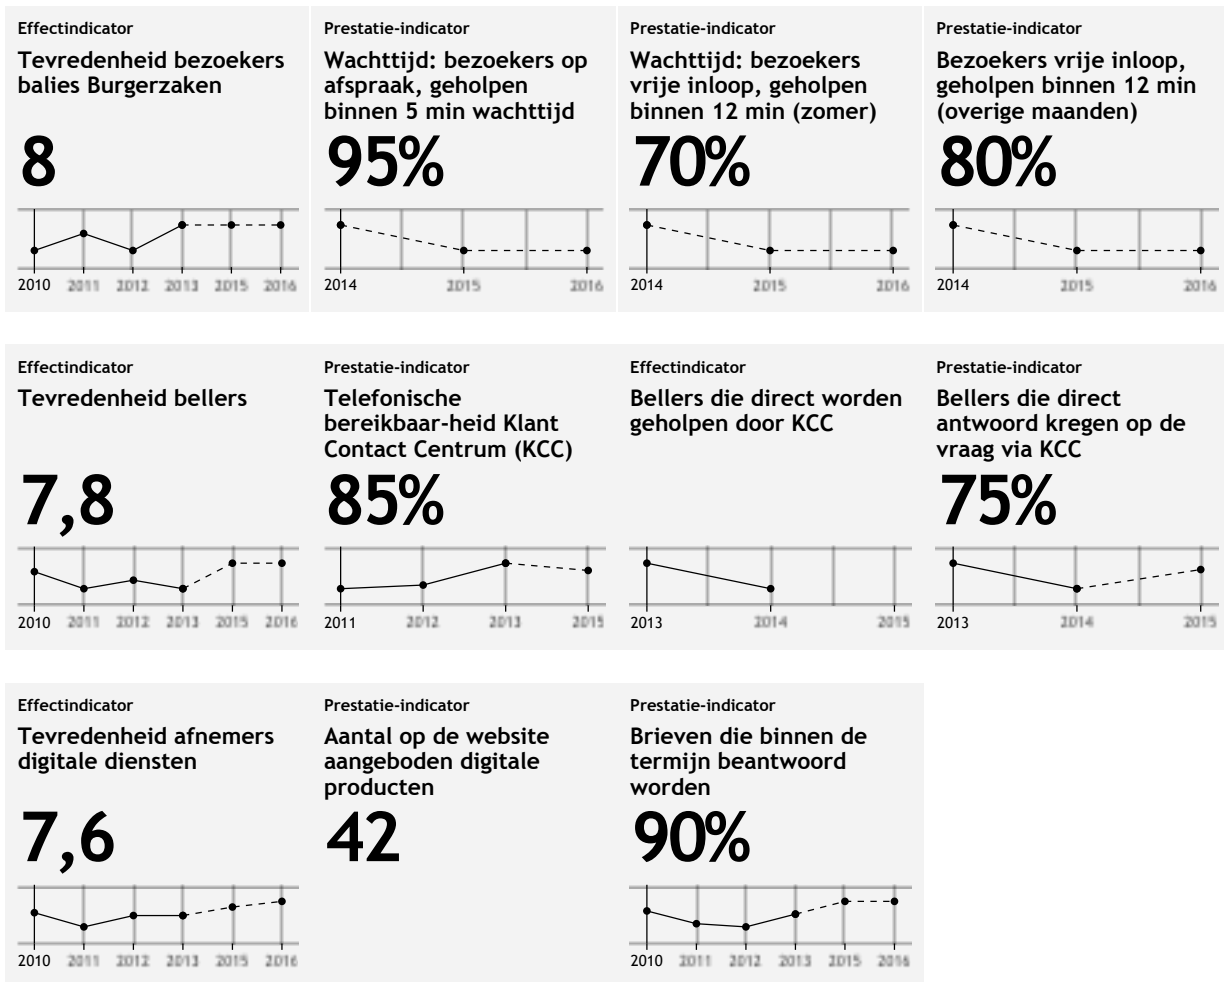 Effectindicator
Tevredenheid bezoekers
balies Burgerzaken
8
2010 2011 2012 2013 2015 2016
Prestatie-indicator
Wachttijd: bezoekers op
afspraak, geholpen
binnen 5 min wachttijd
95%
2014 2015 2016
Prestatie-indicator
Wachttijd: bezoekers
vrije inloop, geholpen
binnen 12 min (zomer)
70%
2014 2015 2016
Prestatie-indicator
Bezoekers vrije inloop,
geholpen binnen 12 min
(overige maanden)
80%
2014 2015 2016
Effectindicator
Tevredenheid bellers
7,8
2010 2011 2012 2013 2015 2016
Prestatie-indicator
Telefonische
bereikbaar-heid Klant
Contact Centrum (KCC)
85%
2011 2012 2013 2015
Effectindicator
Bellers die direct worden
geholpen door KCC
2013 2014 2015
Prestatie-indicator
Bellers die direct
antwoord kregen op de
vraag via KCC
75%
2013 2014 2015
Effectindicator
Tevredenheid afnemers
digitale diensten
7,6
2010 2011 2012 2013 2015 2016
Prestatie-indicator
Aantal op de website
aangeboden digitale
producten
42
Prestatie-indicator
Brieven die binnen de
termijn beantwoord
worden
90%
2010 2011 2012 2013 2015 2016